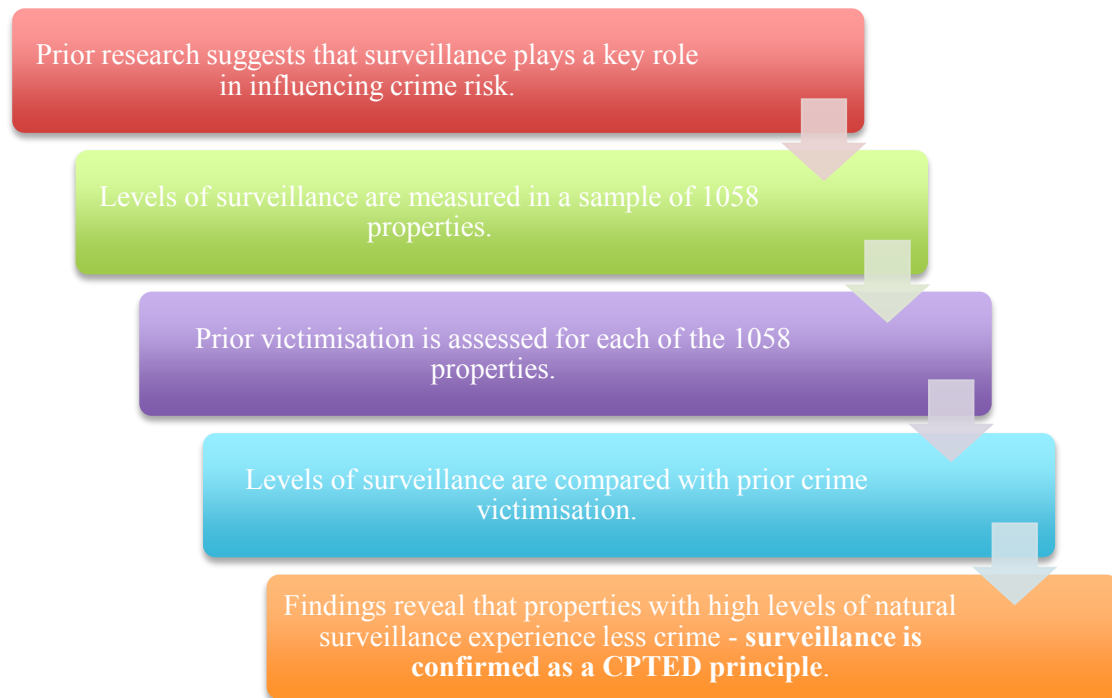 Prior research suggests that surveillance plays a key role
in influencing crime risk.
Levels of surveillance are measured in a sample of 1058
properties.
Prior victimisation is assessed for each of the 1058
properties.
Levels of surveillance are compared with prior crime
victimisation.
Findings reveal that properties with high levels of natural
surveillance experience less crime - surveillance is
confirmed as a CPTED principle.